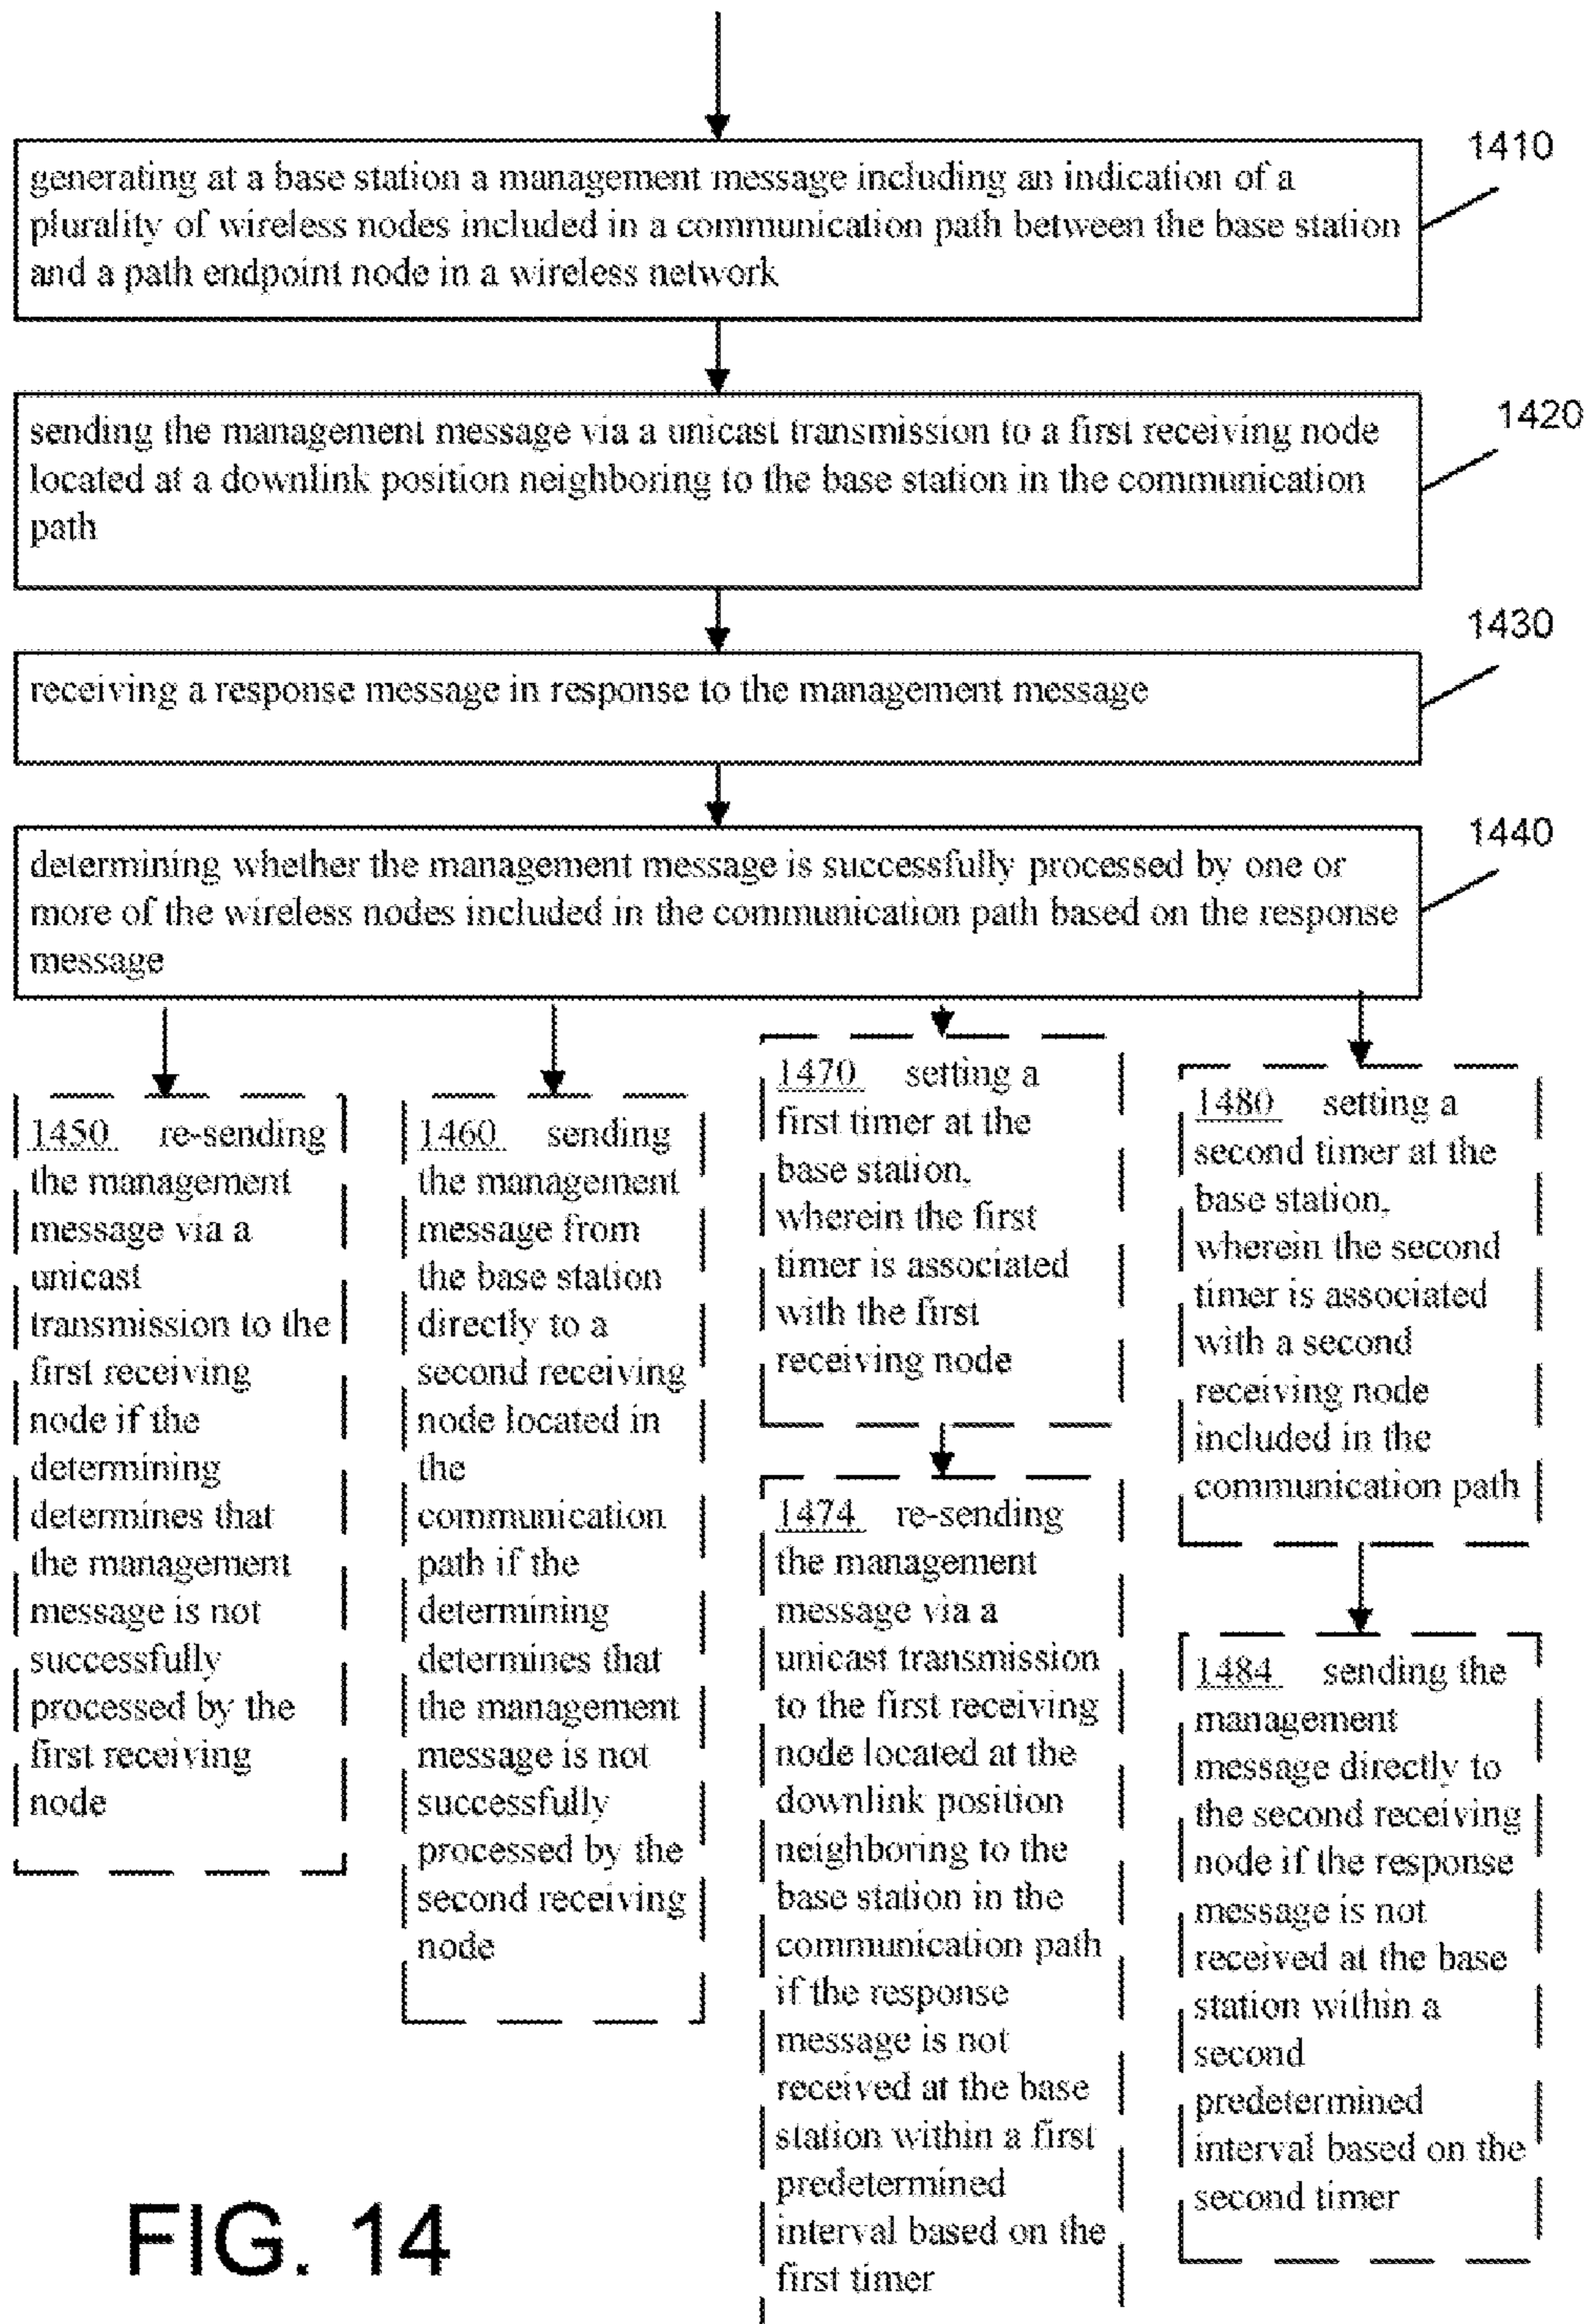 1410
generating at a base station a management message including an indication of a
plurality of wireless nodes included in a communication path between the base station
and a path endpoint node in a wireless network
1420
sending the management message via a unicast transmission to a first receiving node
located at a downlink position neighboring to the base station in the communication
path
1430
receiving a response message in response to the management message
1440
determining whether the management message is successfully processed by one or
more of the wireless nodes included in the communication path based on the response
message
1450 re-sending
the management
message via a
unicast
transmission to the
first receiving
node if the
determining
determines that
the management
message is not
successfully
processed by the
first receiving
node
1460 sending
the management
message from
the base station
directly to a
second receiving
node located in
the
communication
path if the
determining
determines that
the management
message is not
successfully
processed by the
second receiving
node
1470 setting a
first timer at the
base station,
wherein the first
timer is associated
with the first
receiving node
1474 re-sending
the management
message via a
unicast transmission
to the first receiving
node located at the
downlink position
neighboring to the
base station in the
communication path
if the response
message is not
received at the base
station within a first
predetermined
interval based on the
first timer
1480 setting a
second timer at the
base station,
wherein the second
timer is associated
with a second
receiving node
included in the
communication path
1484 sending the
management
message directly to
the second receiving
node if the response
message is not
received at the base
station within a
second
predetermined
interval based on the
second timer
FIG. 14